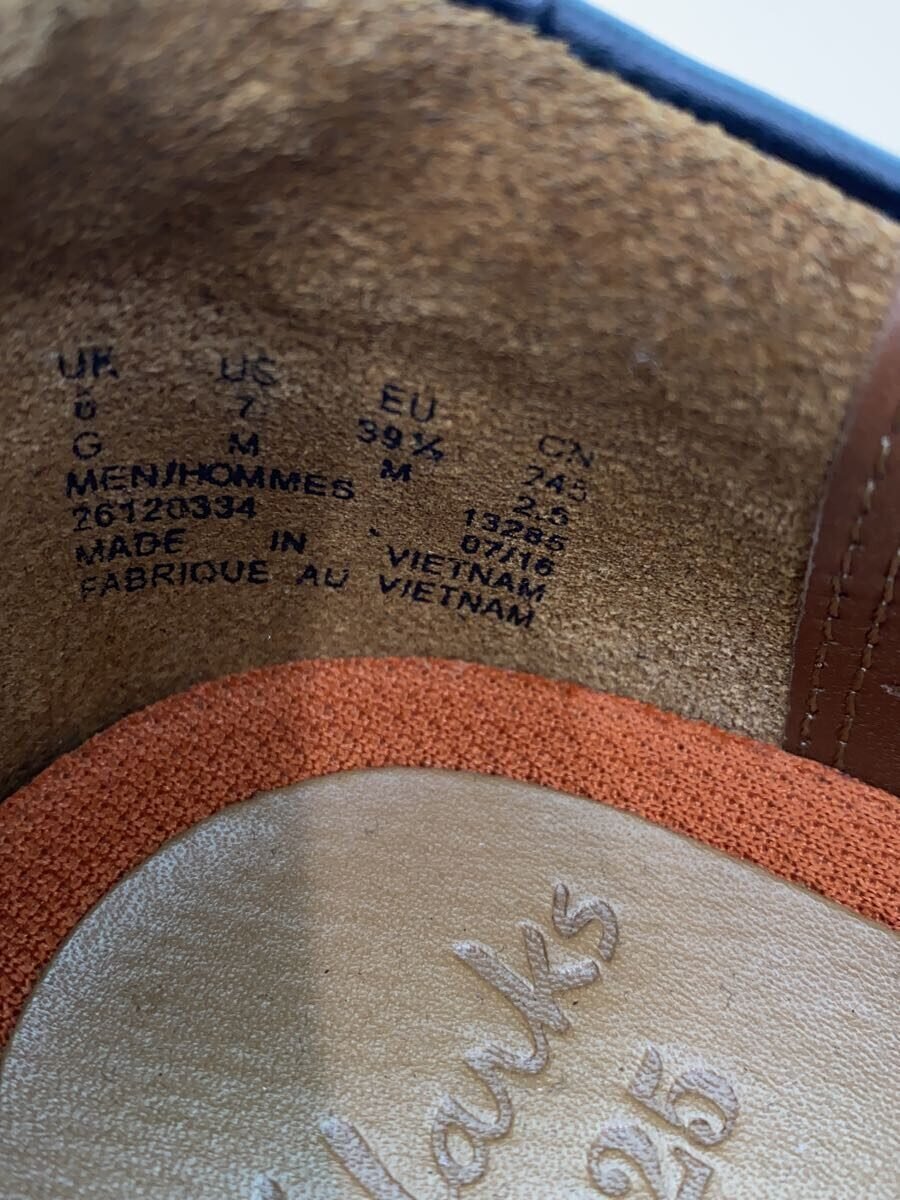 UK US EU CN
6 7 39½ 245
G M M 2.5
MEN/HOMMES 13285
26120334 07/16
MADE IN VIETNAM
FABRIQUE AU VIETNAM
Clarks